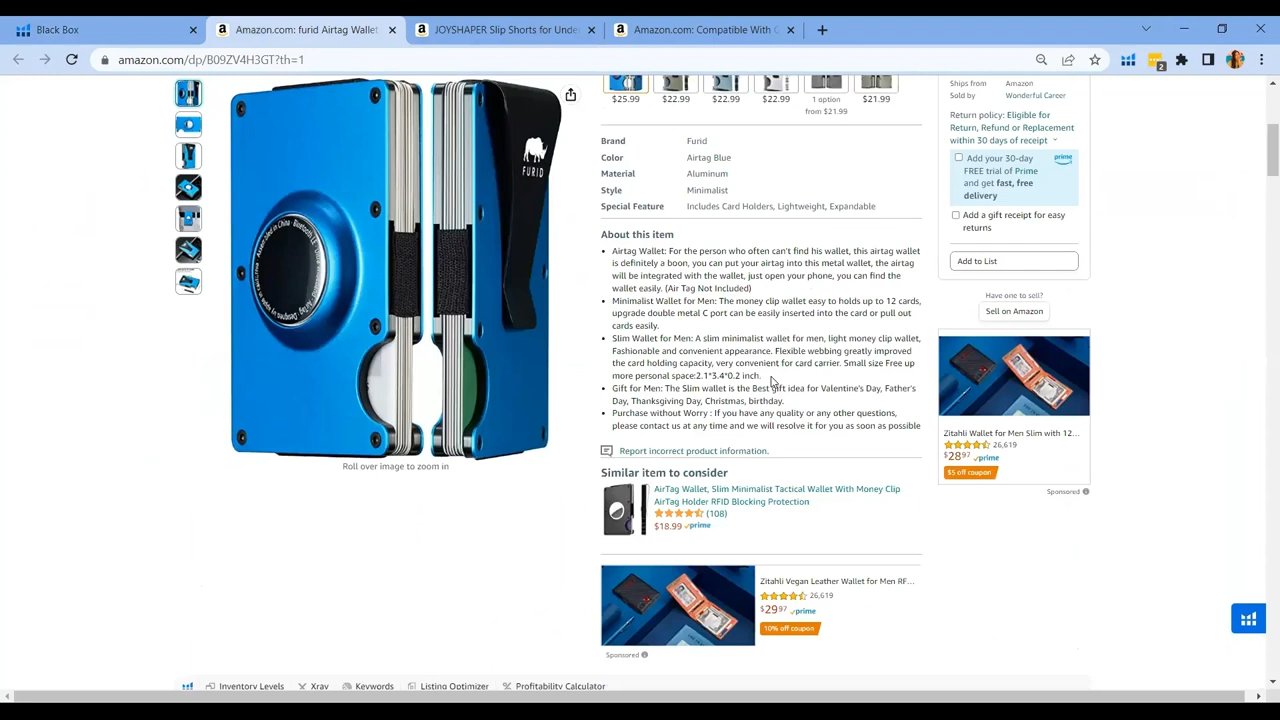 Black Box
Amazon.com: furid Airtag Wallet
JOYSHAPER Slip Shorts for Unde
Amazon.com: Compatible With C
amazon.com/dp/B09ZV4H3GT?th=1
2
$25.99
$22.99
$22.99
$22.99
1 option
from $21.99
$21.99
Brand Furid
Color Airtag Blue
Material Aluminum
Style Minimalist
Special Feature Includes Card Holders, Lightweight, Expandable
About this item
Airtag Wallet: For the person who often can't find his wallet, this airtag wallet
is definitely a boon, you can put your airtag into this metal wallet, the airtag
will be integrated with the wallet, just open your phone, you can find the
wallet easily. (Air Tag Not Included)
Minimalist Wallet for Men: The money clip wallet easy to holds up to 12 cards,
upgrade double metal C port can be easily inserted into the card or pull out
cards easily.
Slim Wallet for Men: A slim minimalist wallet for men, light money clip wallet,
Fashionable and convenient appearance. Flexible webbing greatly improved
the card holding capacity, very convenient for card carrier. Small size Free up
more personal space:2.1*3.4*0.2 inch.
Gift for Men: The Slim wallet is the Best gift idea for Valentine's Day, Father's
Day, Thanksgiving Day, Christmas, birthday.
Purchase without Worry : If you have any quality or any other questions,
please contact us at any time and we will resolve it for you as soon as possible
Report incorrect product information.
Similar item to consider
AirTag Wallet, Slim Minimalist Tactical Wallet With Money Clip
AirTag Holder RFID Blocking Protection
(108)
$18.99 prime
Zitahli Vegan Leather Wallet for Men RF...
26,619
$2997 prime
10% off coupon
Sponsored
FURID
Roll over image to zoom in
Ships from Amazon
Sold by Wonderful Career
Return policy: Eligible for
Return, Refund or Replacement
within 30 days of receipt
Add your 30-day
FREE trial of Prime
and get fast, free
delivery
prime
Add a gift receipt for easy
returns
Add to List
Have one to sell?
Sell on Amazon
Zitahli Wallet for Men Slim with 12...
26,619
$2897 prime
$5 off coupon
Sponsored
Inventory Levels
Xray
Keywords
Listing Optimizer
Profitability Calculator